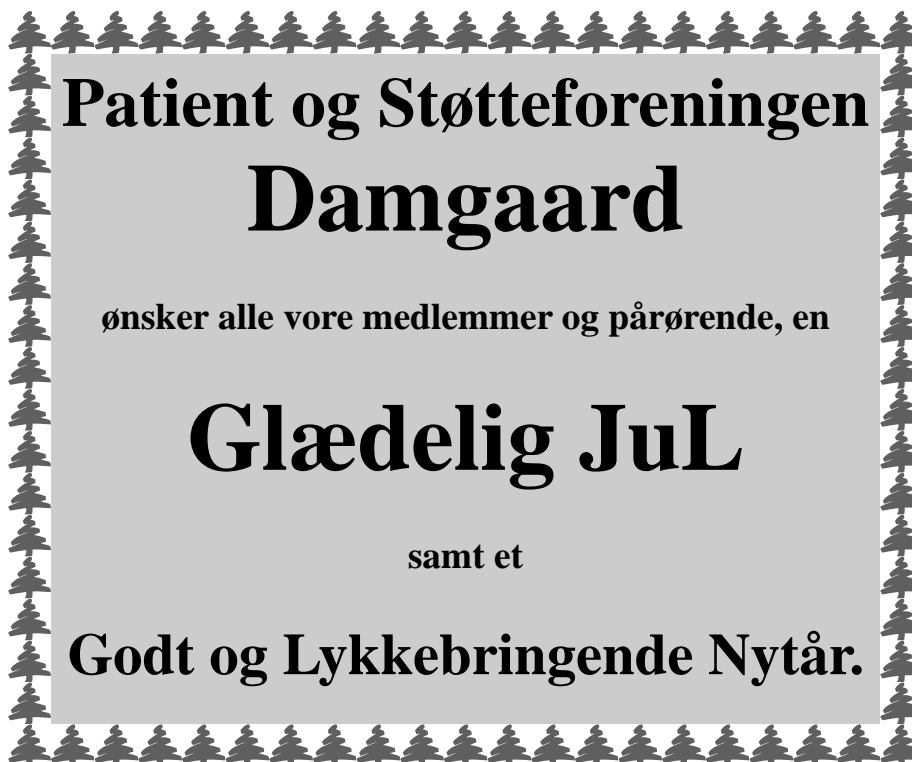 Patient og Støtteforeningen
Damgaard
ønsker alle vore medlemmer og pårørende, en
Glædelig JuL
samt et
Godt og Lykkebringende Nytår.